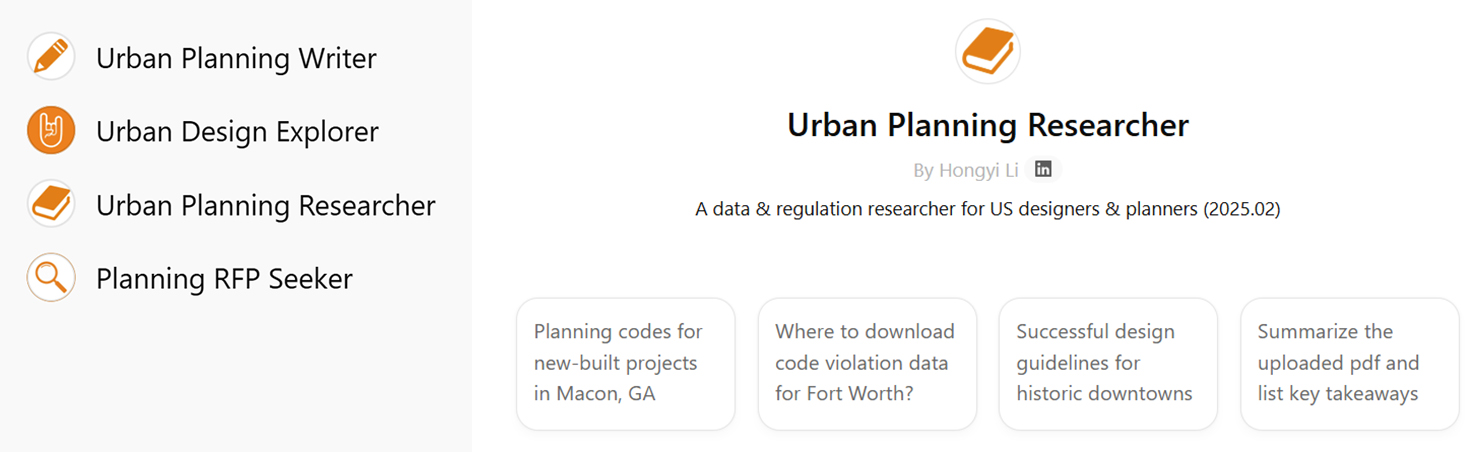 Urban Planning Writer
Urban Design Explorer
Urban Planning Researcher
Planning RFP Seeker
Urban Planning Researcher
By Hongyi Li in
A data & regulation researcher for US designers & planners (2025.02)
Planning codes for
new-built projects
in Macon, GA
Where to download
code violation data
for Fort Worth?
Successful design
guidelines for
historic downtowns
Summarize the
uploaded pdf and
list key takeaways